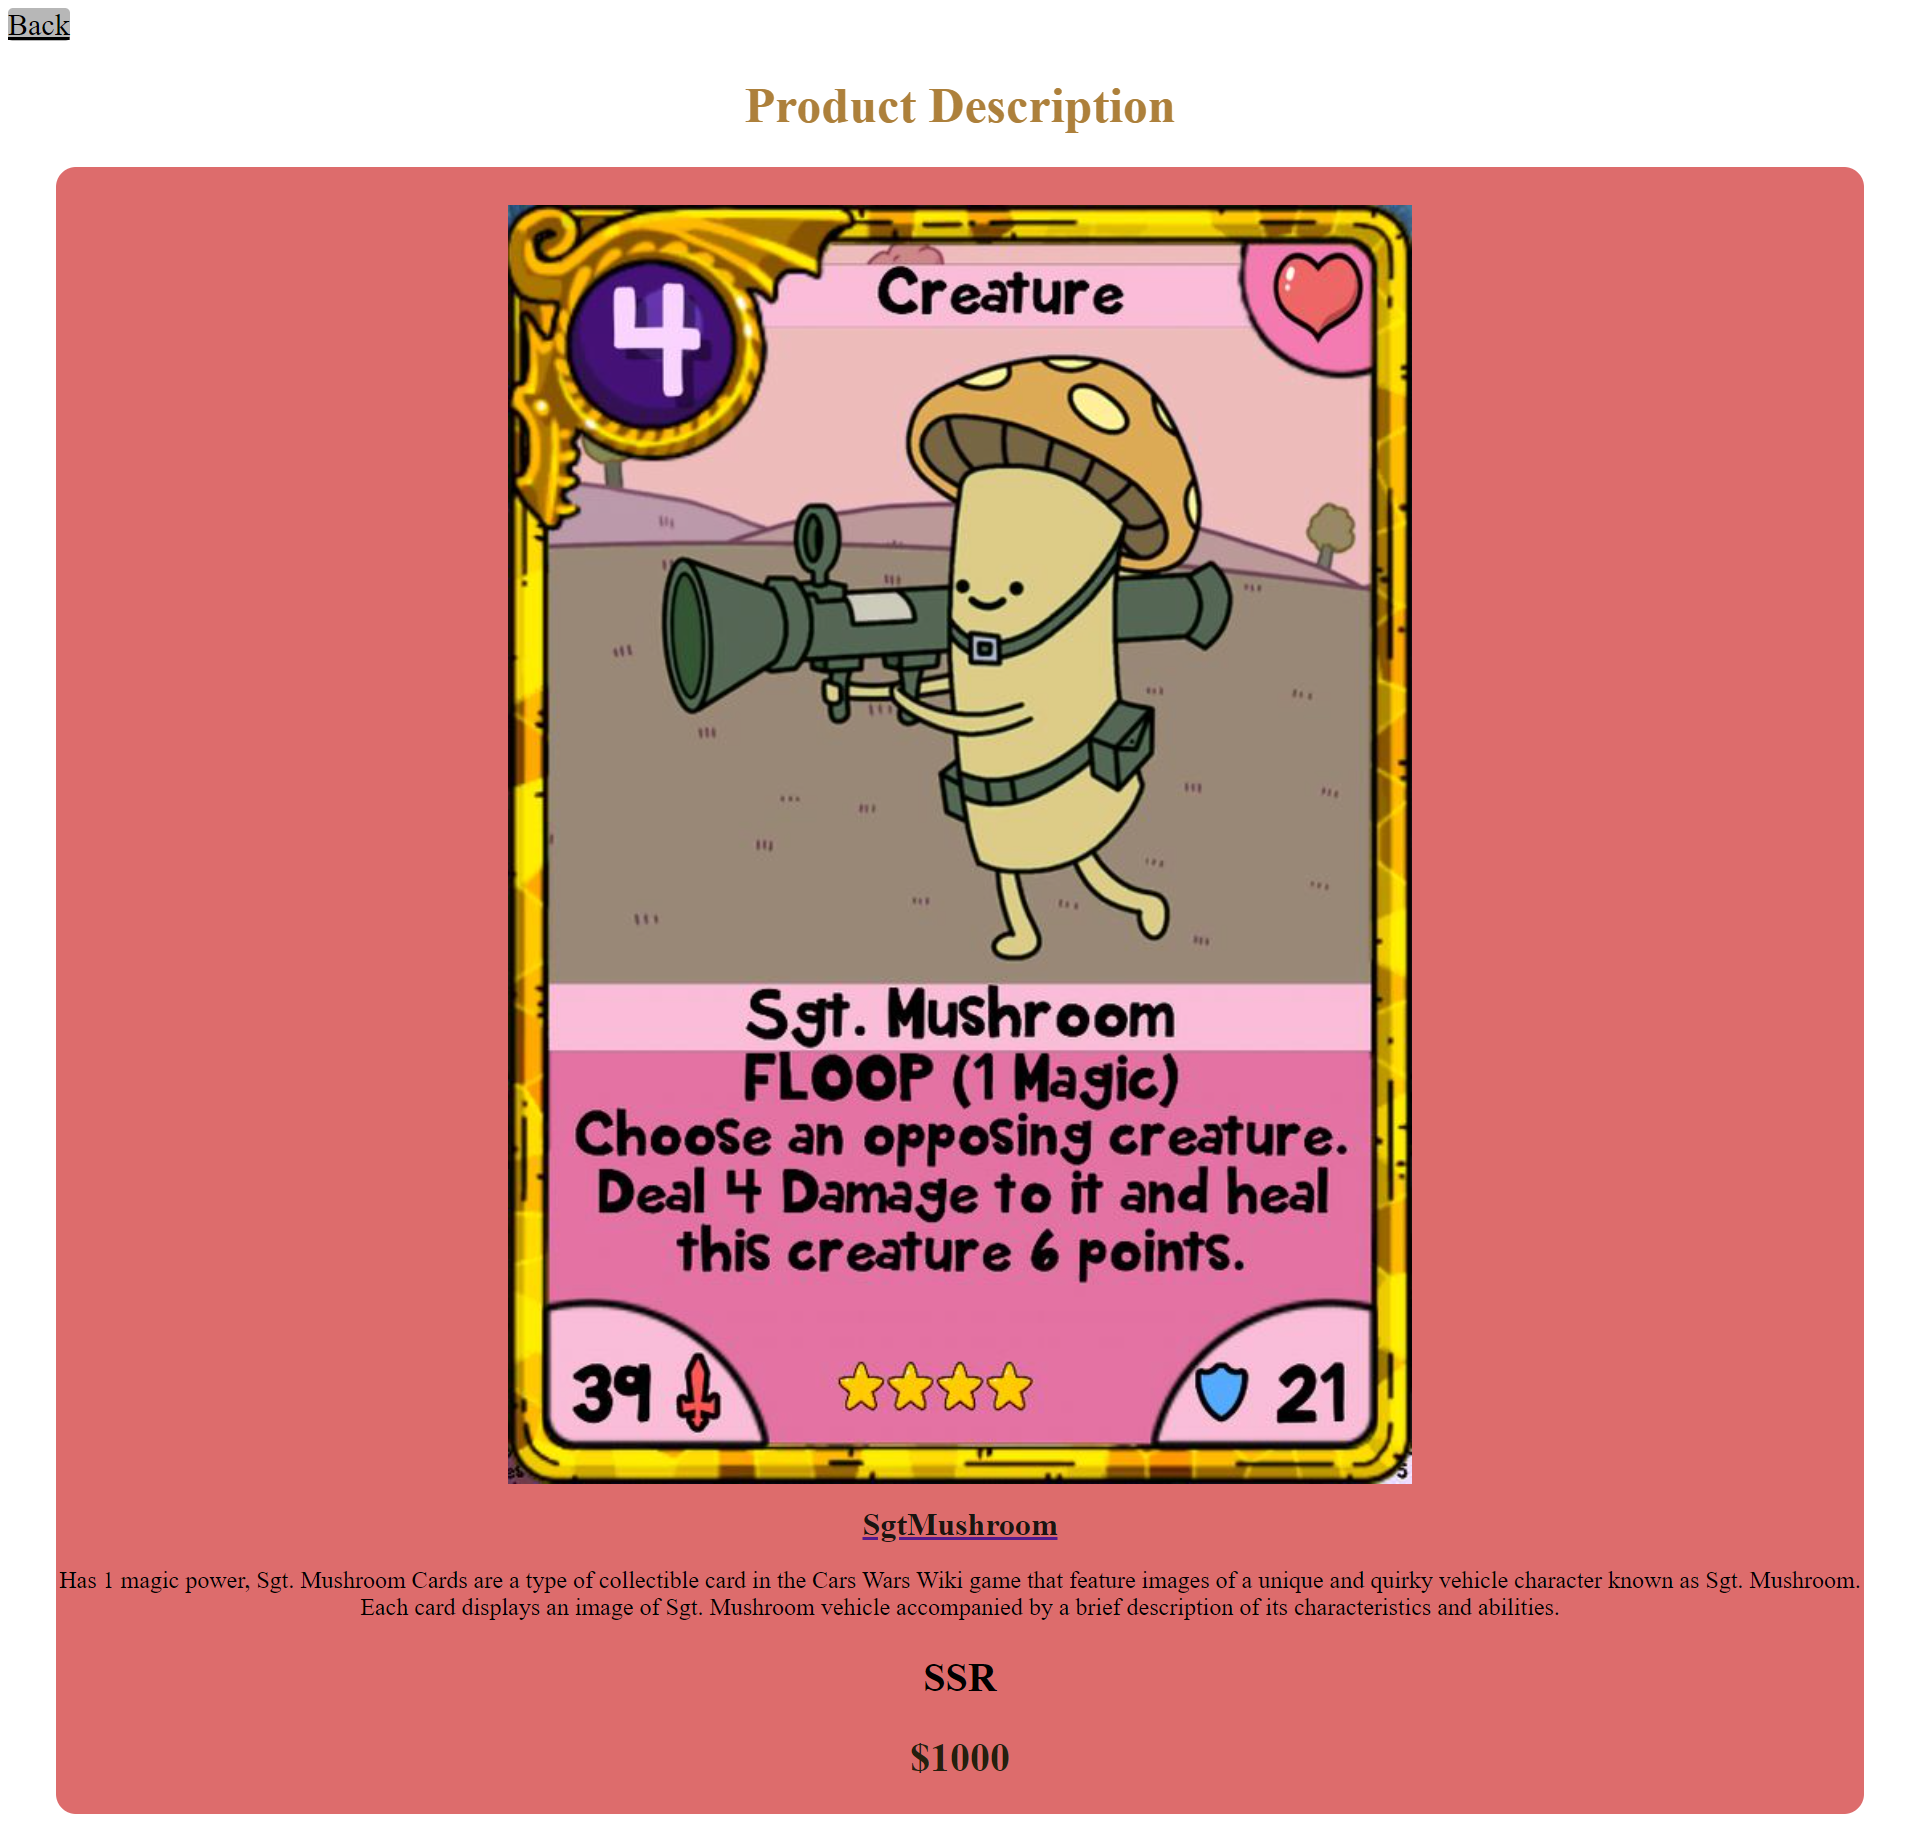 Back
Product Description
4
Creature
Sgt. Mushroom
FLOOP (1 Magic)
Choose an opposing creature.
Deal 4 Damage to it and heal
this creature 6 points.
39
21
SgtMushroom
Has 1 magic power, Sgt. Mushroom Cards are a type of collectible card in the Cars Wars Wiki game that feature images of a unique and quirky vehicle character known as Sgt. Mushroom.
Each card displays an image of Sgt. Mushroom vehicle accompanied by a brief description of its characteristics and abilities.
SSR
$1000